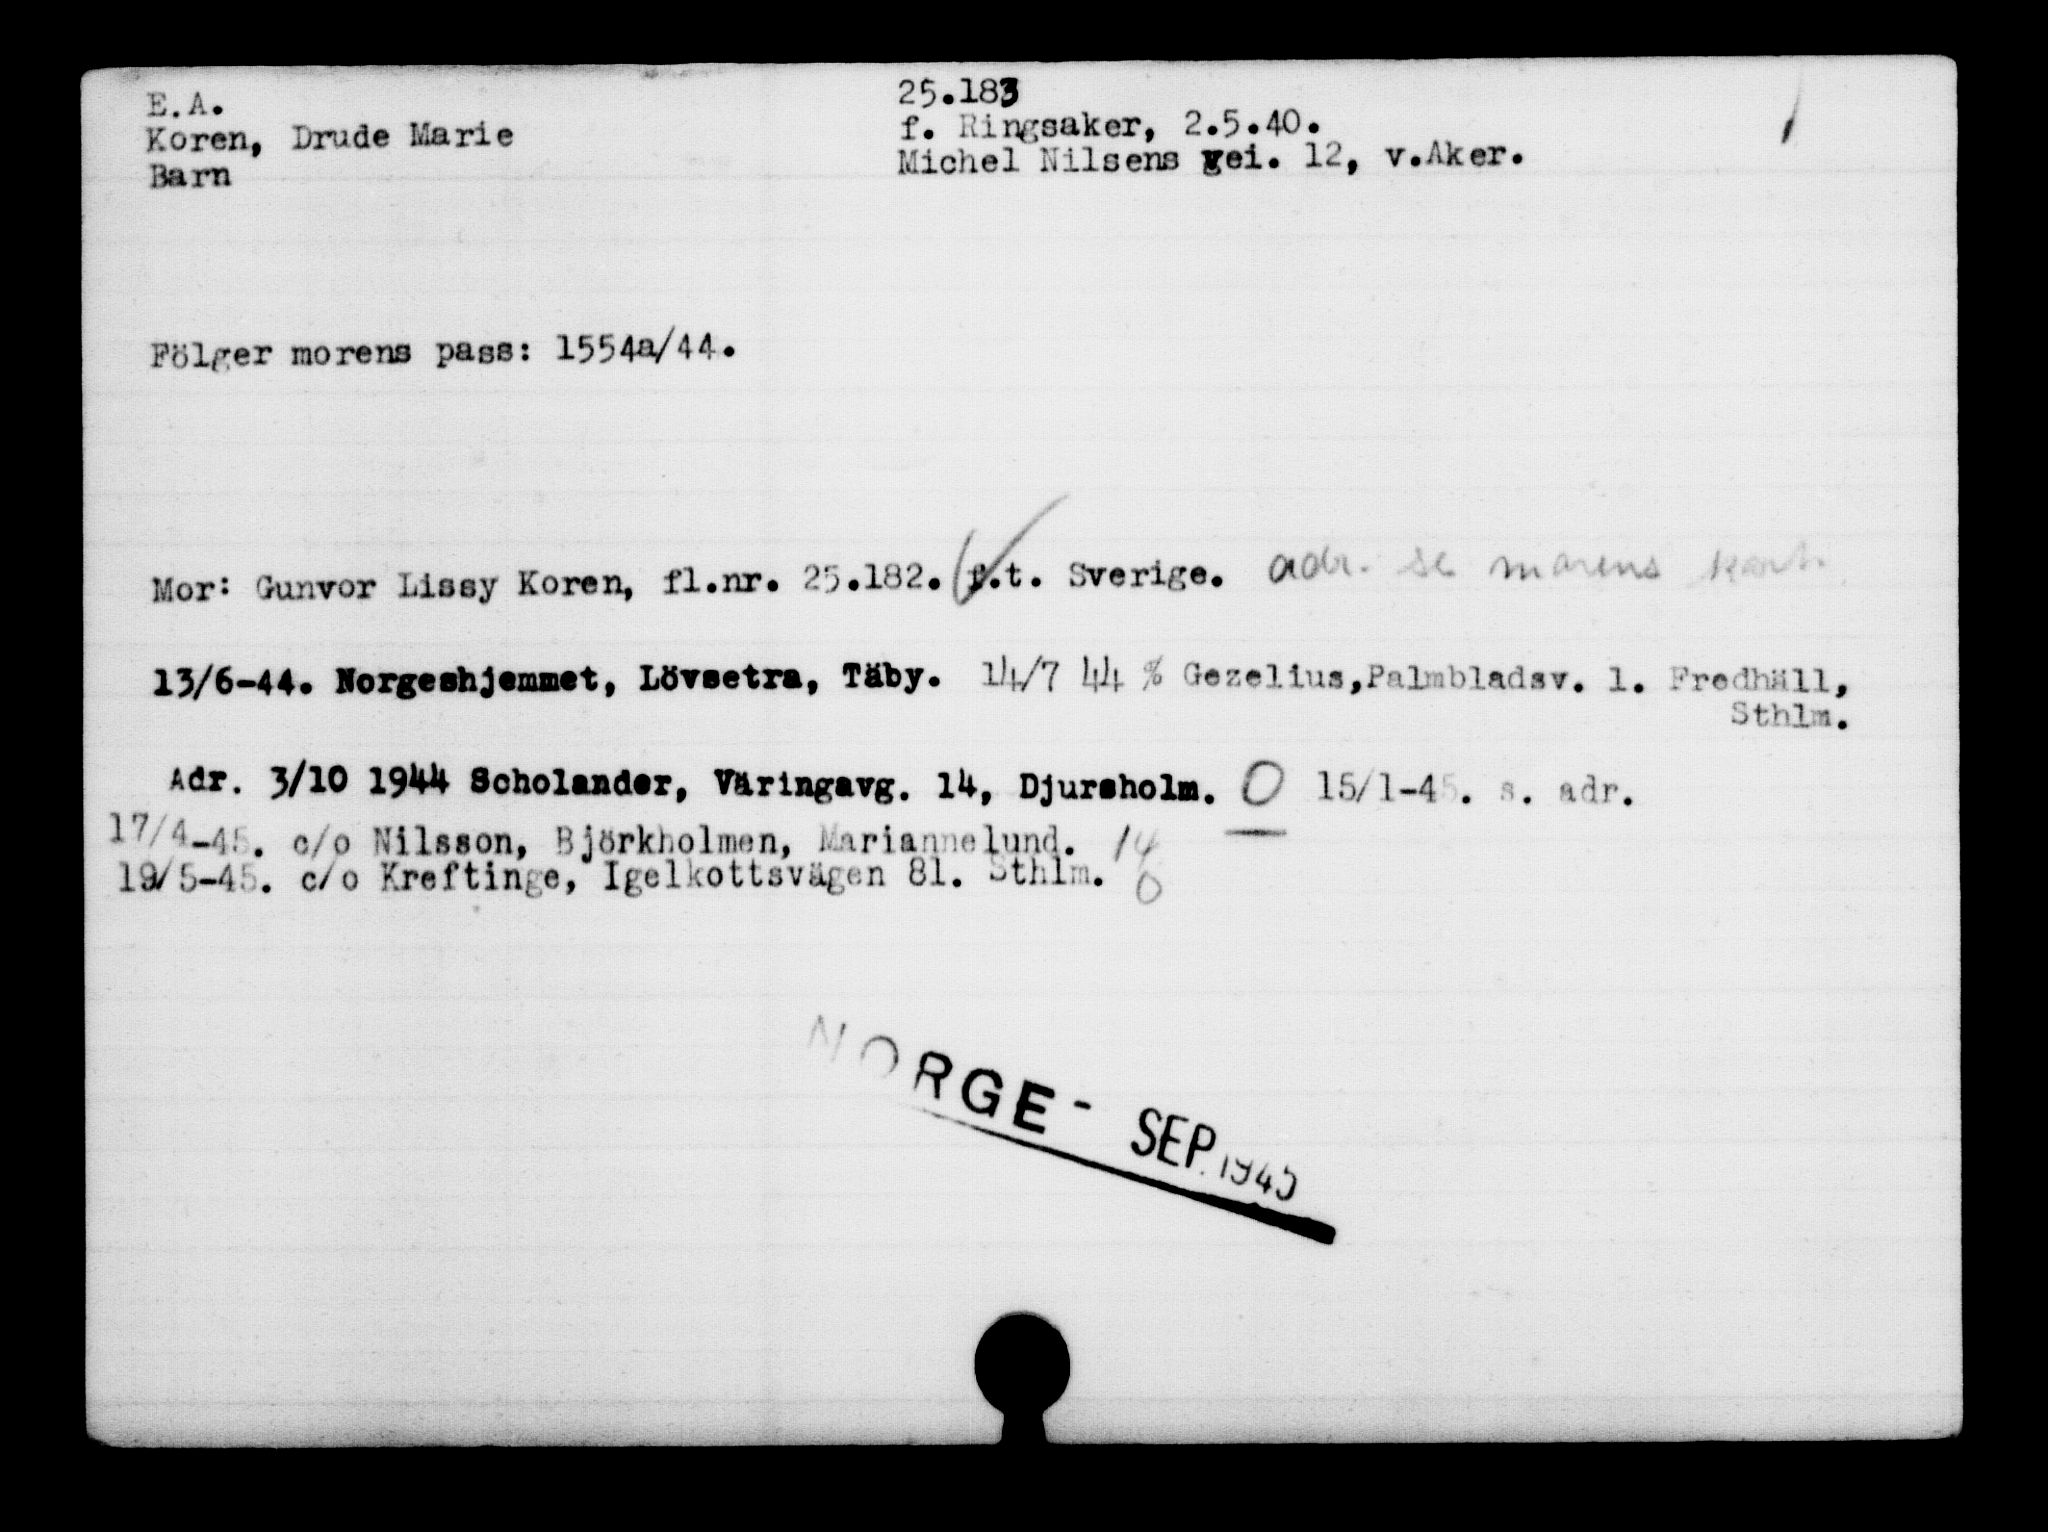 E.A.
25.183
Koren, Drude Marie
f. Ringsaker, 2.5.40.
Barn
Michel Nilsens vei. 12, v.Aker.
Fölger morens pass: 1554a/44.
Mor: Gunvor Lissy Koren, fl.nr. 25.182. f.t. Sverige. adr. se morens kort.
13/6-44. Norgeshjemmet, Lövsetra, Täby. 14/7 44 % Gezelius,Palmbladsv. 1. Fredhäll,
Sthlm.
Adr. 3/10 1944 Scholander, Väringavg. 14, Djursholm. O 15/1-45. s. adr.
17/4-45. c/o Nilsson, Björkholmen, Mariannelund. 14
19/5-45. c/o Kreftinge, Igelkottsvägen 81. Sthlm. 0
NORGE - SEP. 1945